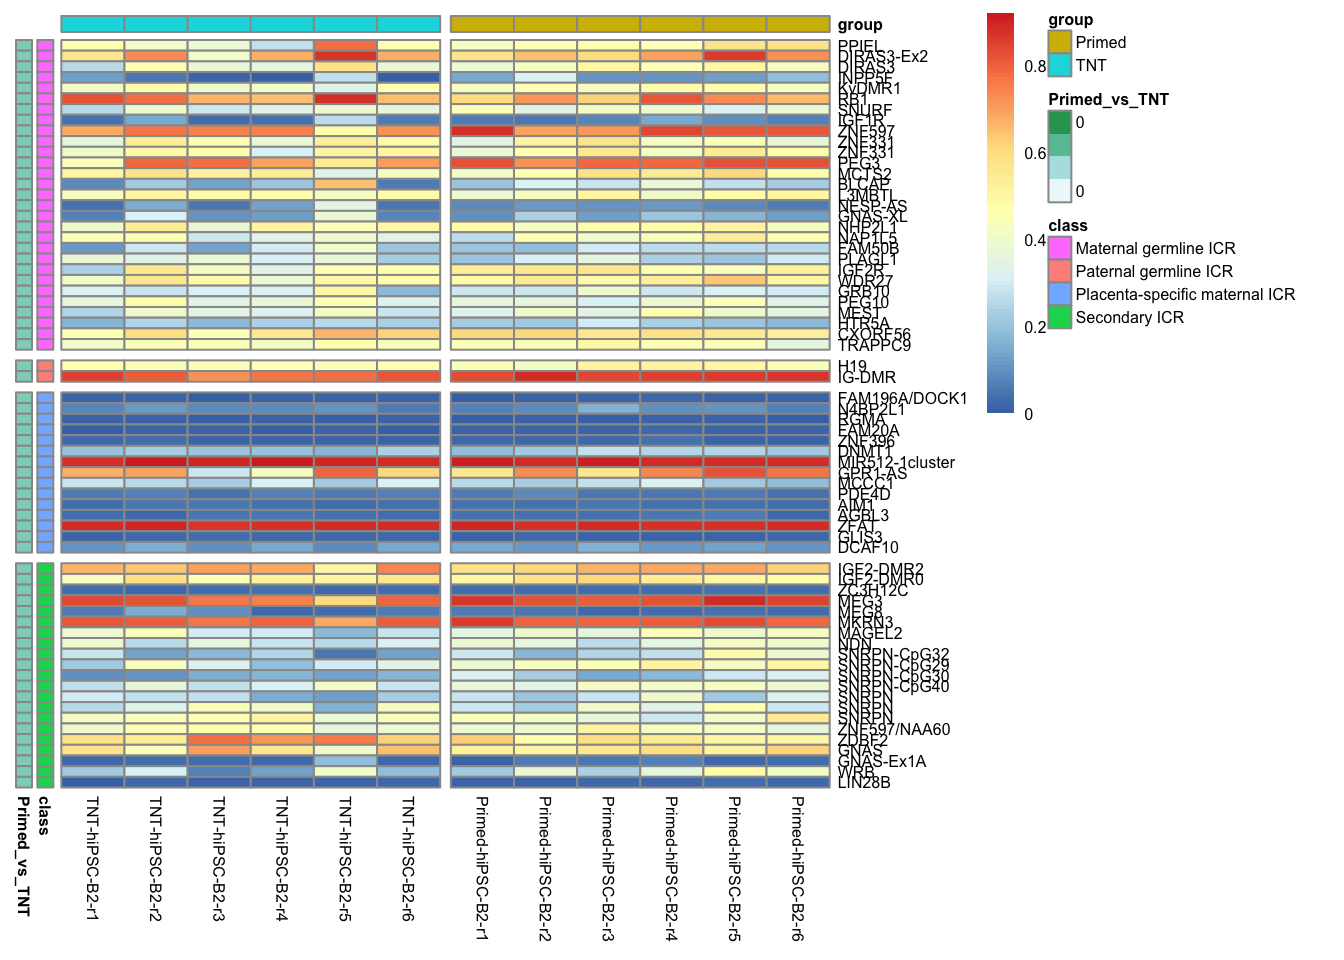 group
PPIEL
DIRAS3-Ex2
DIRAS3
INPP5F
KvDMR1
RB1
SNURF
IGF1R
ZNF597
ZNF331
ZNF331
PEG3
MCTS2
BLCAP
L3MBTL
NESP-AS
GNAS-XL
NHP2L1
NAP1L5
FAM50B
PLAGL1
IGF2R
WDR27
GRB10
PEG10
MEST
HTR5A
CXORF56
TRAPPC9
H19
IG-DMR
FAM196A/DOCK1
N4BP2L1
RGMA
FAM20A
ZNF396
DNMT1
MIR512-1cluster
GPR1-AS
MCCC1
PDE4D
AIM1
AGBL3
ZFAT
GLIS3
DCAF10
IGF2-DMR2
IGF2-DMR0
ZC3H12C
MEG3
MEG8
MKRN3
MAGEL2
NDN
SNRPN-CpG32
SNRPN-CpG29
SNRPN-CpG30
SNRPN-CpG40
SNRPN
SNRPN
SNRPN
ZNF597/NAA60
ZDBF2
GNAS
GNAS-Ex1A
WRB
LIN28B
Primed_vs_TNT
class
TNT-hiPSC-B2-r1
TNT-hiPSC-B2-r2
TNT-hiPSC-B2-r3
TNT-hiPSC-B2-r4
TNT-hiPSC-B2-r5
TNT-hiPSC-B2-r6
Primed-hiPSC-B2-r1
Primed-hiPSC-B2-r2
Primed-hiPSC-B2-r3
Primed-hiPSC-B2-r4
Primed-hiPSC-B2-r5
Primed-hiPSC-B2-r6
0.8
0.6
0.4
0.2
0
group
Primed
TNT
Primed_vs_TNT
0
0
class
Maternal germline ICR
Paternal germline ICR
Placenta-specific maternal ICR
Secondary ICR